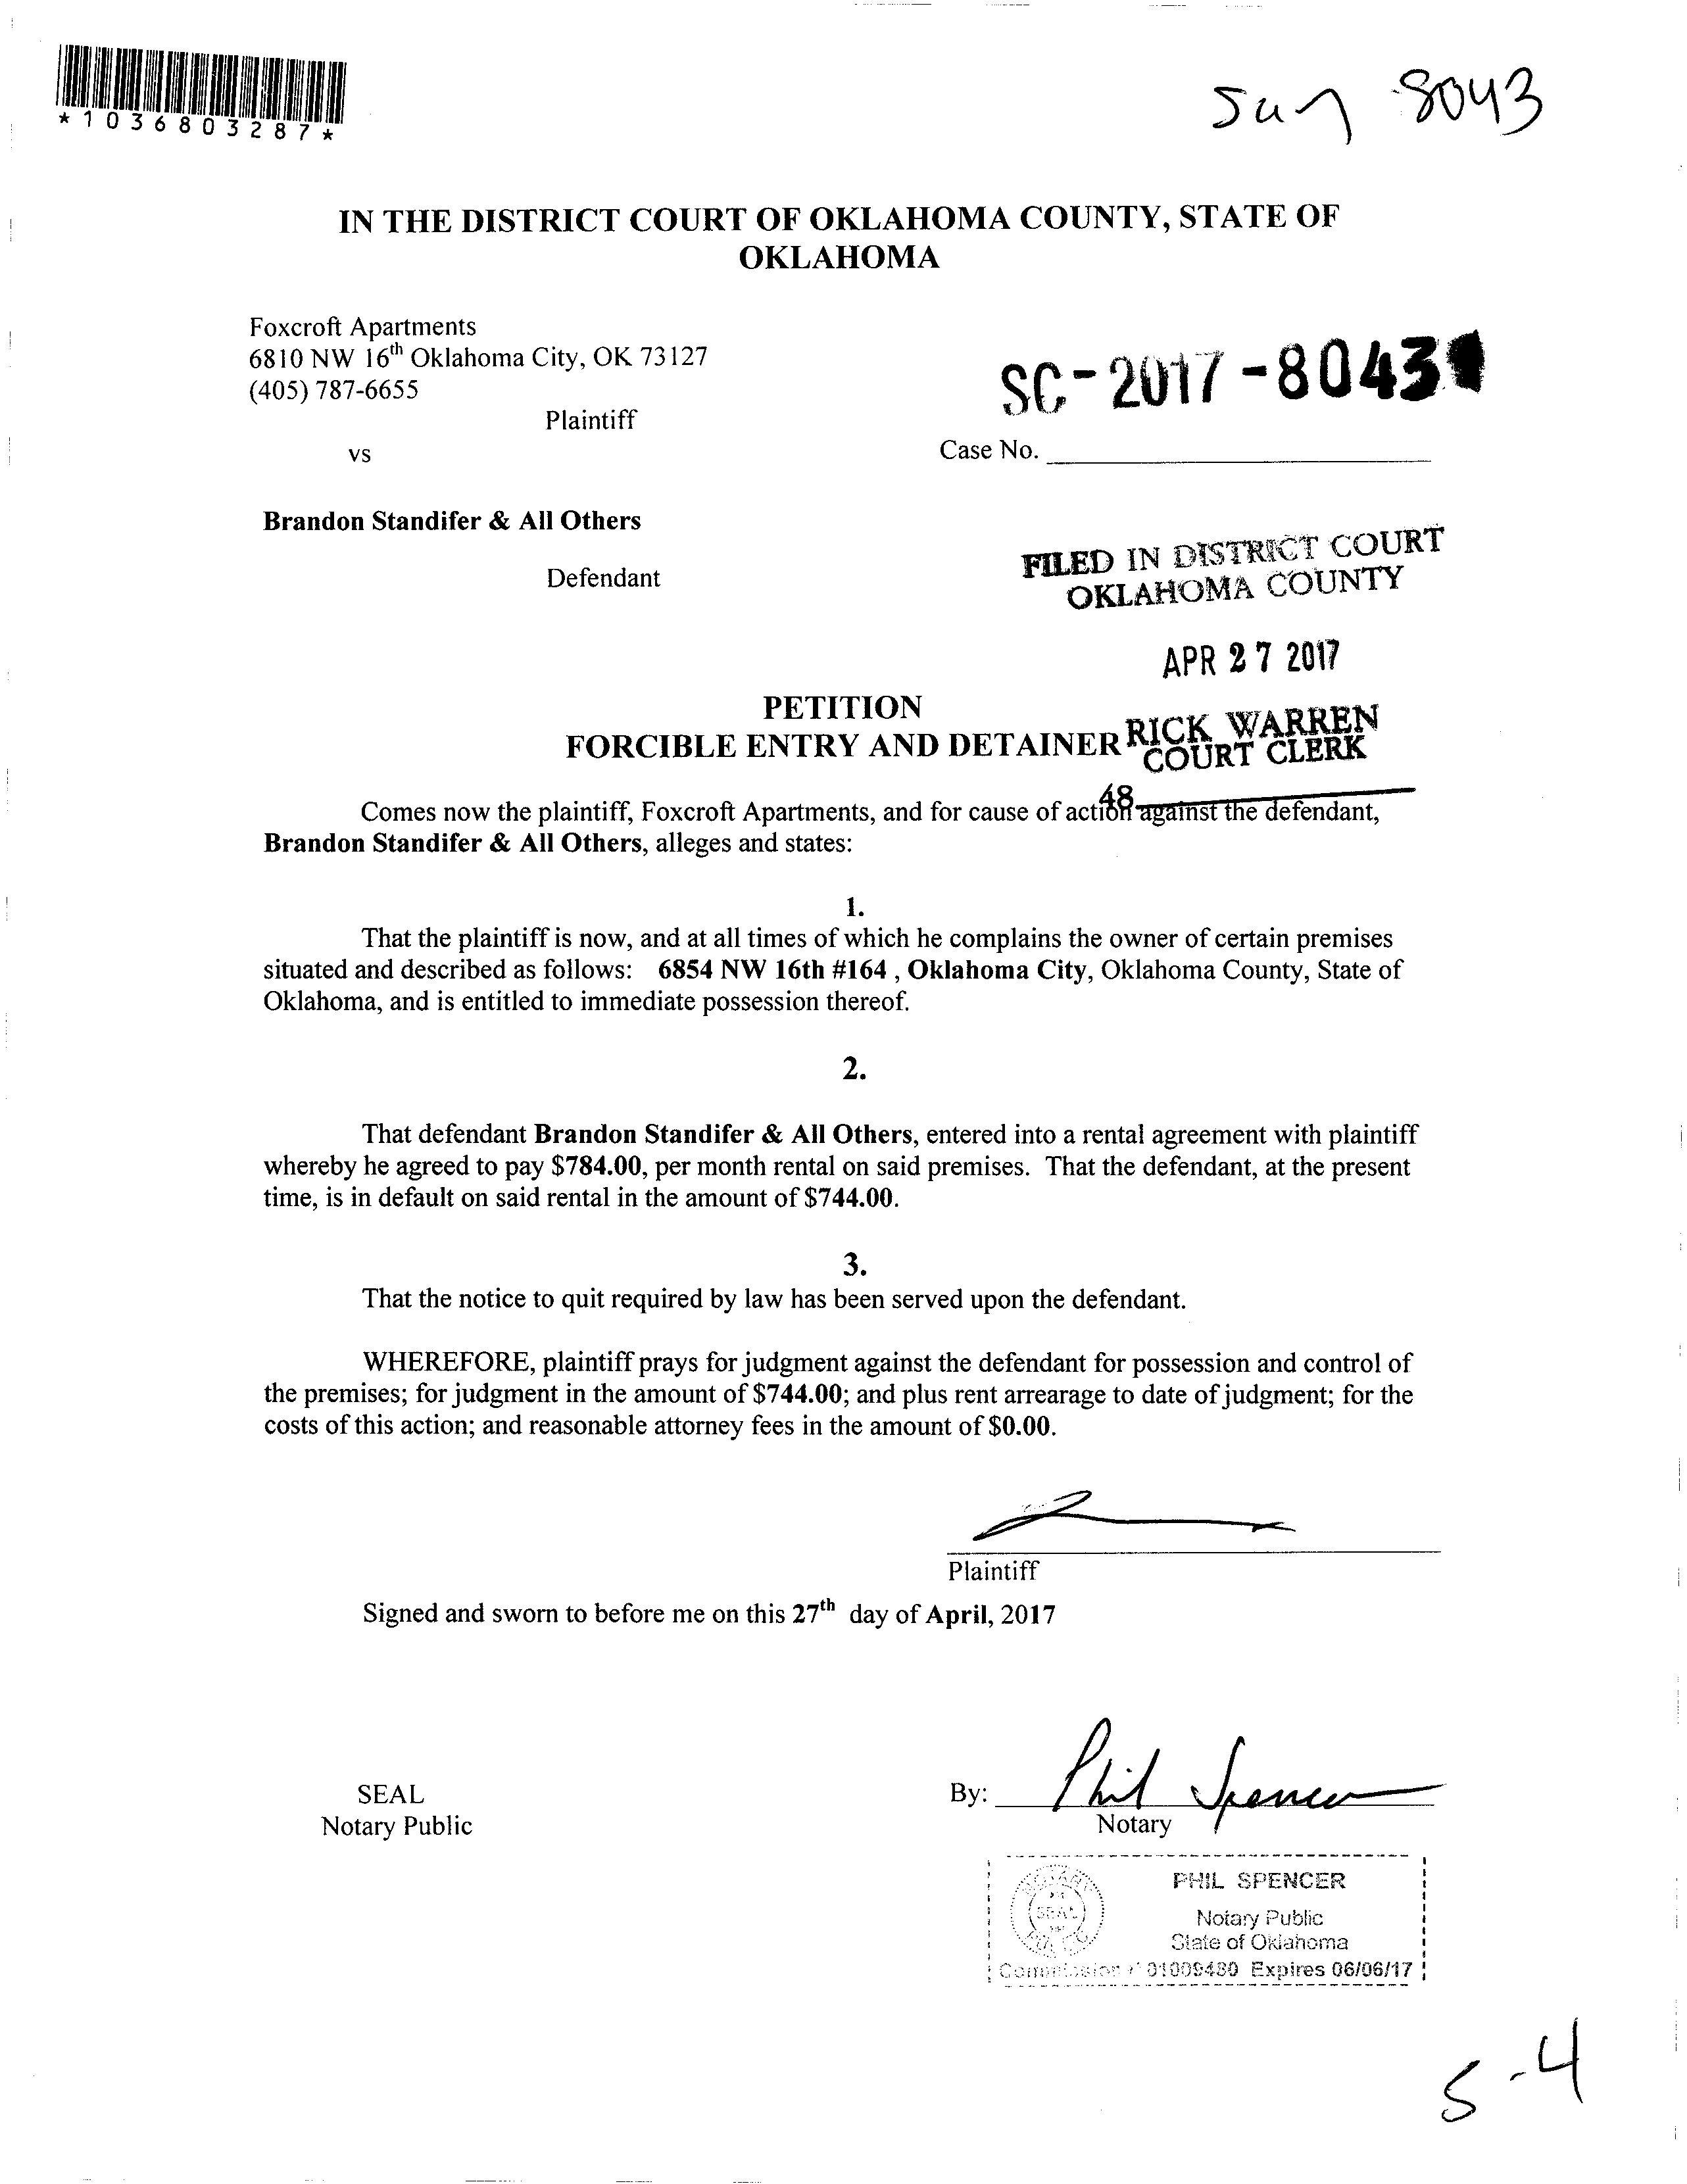 *1036803287*
8043
IN THE DISTRICT COURT OF OKLAHOMA COUNTY, STATE OF
OKLAHOMA
Foxcroft Apartments
6810 NW 16th Oklahoma City, OK 73127
(405) 787-6655
Plaintiff
SC-2017-8043
vs
Case No.
Brandon Standifer & All Others
Defendant
FILED IN DISTRICT COURT
OKLAHOMA COUNTY
APR 27 2017
PETITION
FORCIBLE ENTRY AND DETAINER
RICK WARREN
COURT CLERK
48
Comes now the plaintiff, Foxcroft Apartments, and for cause of action against the defendant,
Brandon Standifer & All Others, alleges and states:
1.
That the plaintiff is now, and at all times of which he complains the owner of certain premises
situated and described as follows: 6854 NW 16th #164 , Oklahoma City, Oklahoma County, State of
Oklahoma, and is entitled to immediate possession thereof.
2.
That defendant Brandon Standifer & All Others, entered into a rental agreement with plaintiff
whereby he agreed to pay $784.00, per month rental on said premises. That the defendant, at the present
time, is in default on said rental in the amount of $744.00.
3.
That the notice to quit required by law has been served upon the defendant.
WHEREFORE, plaintiff prays for judgment against the defendant for possession and control of
the premises; for judgment in the amount of $744.00; and plus rent arrearage to date of judgment; for the
costs of this action; and reasonable attorney fees in the amount of $0.00.
Plaintiff
Signed and sworn to before me on this 27th day of April, 2017
SEAL
Notary Public
By: Phil Spencer
Notary
PHIL SPENCER
Notary Public
State of Oklahoma
Commission # 01009480 Expires 06/06/17
NOTARY
SEAL
PUBLIC
5-4